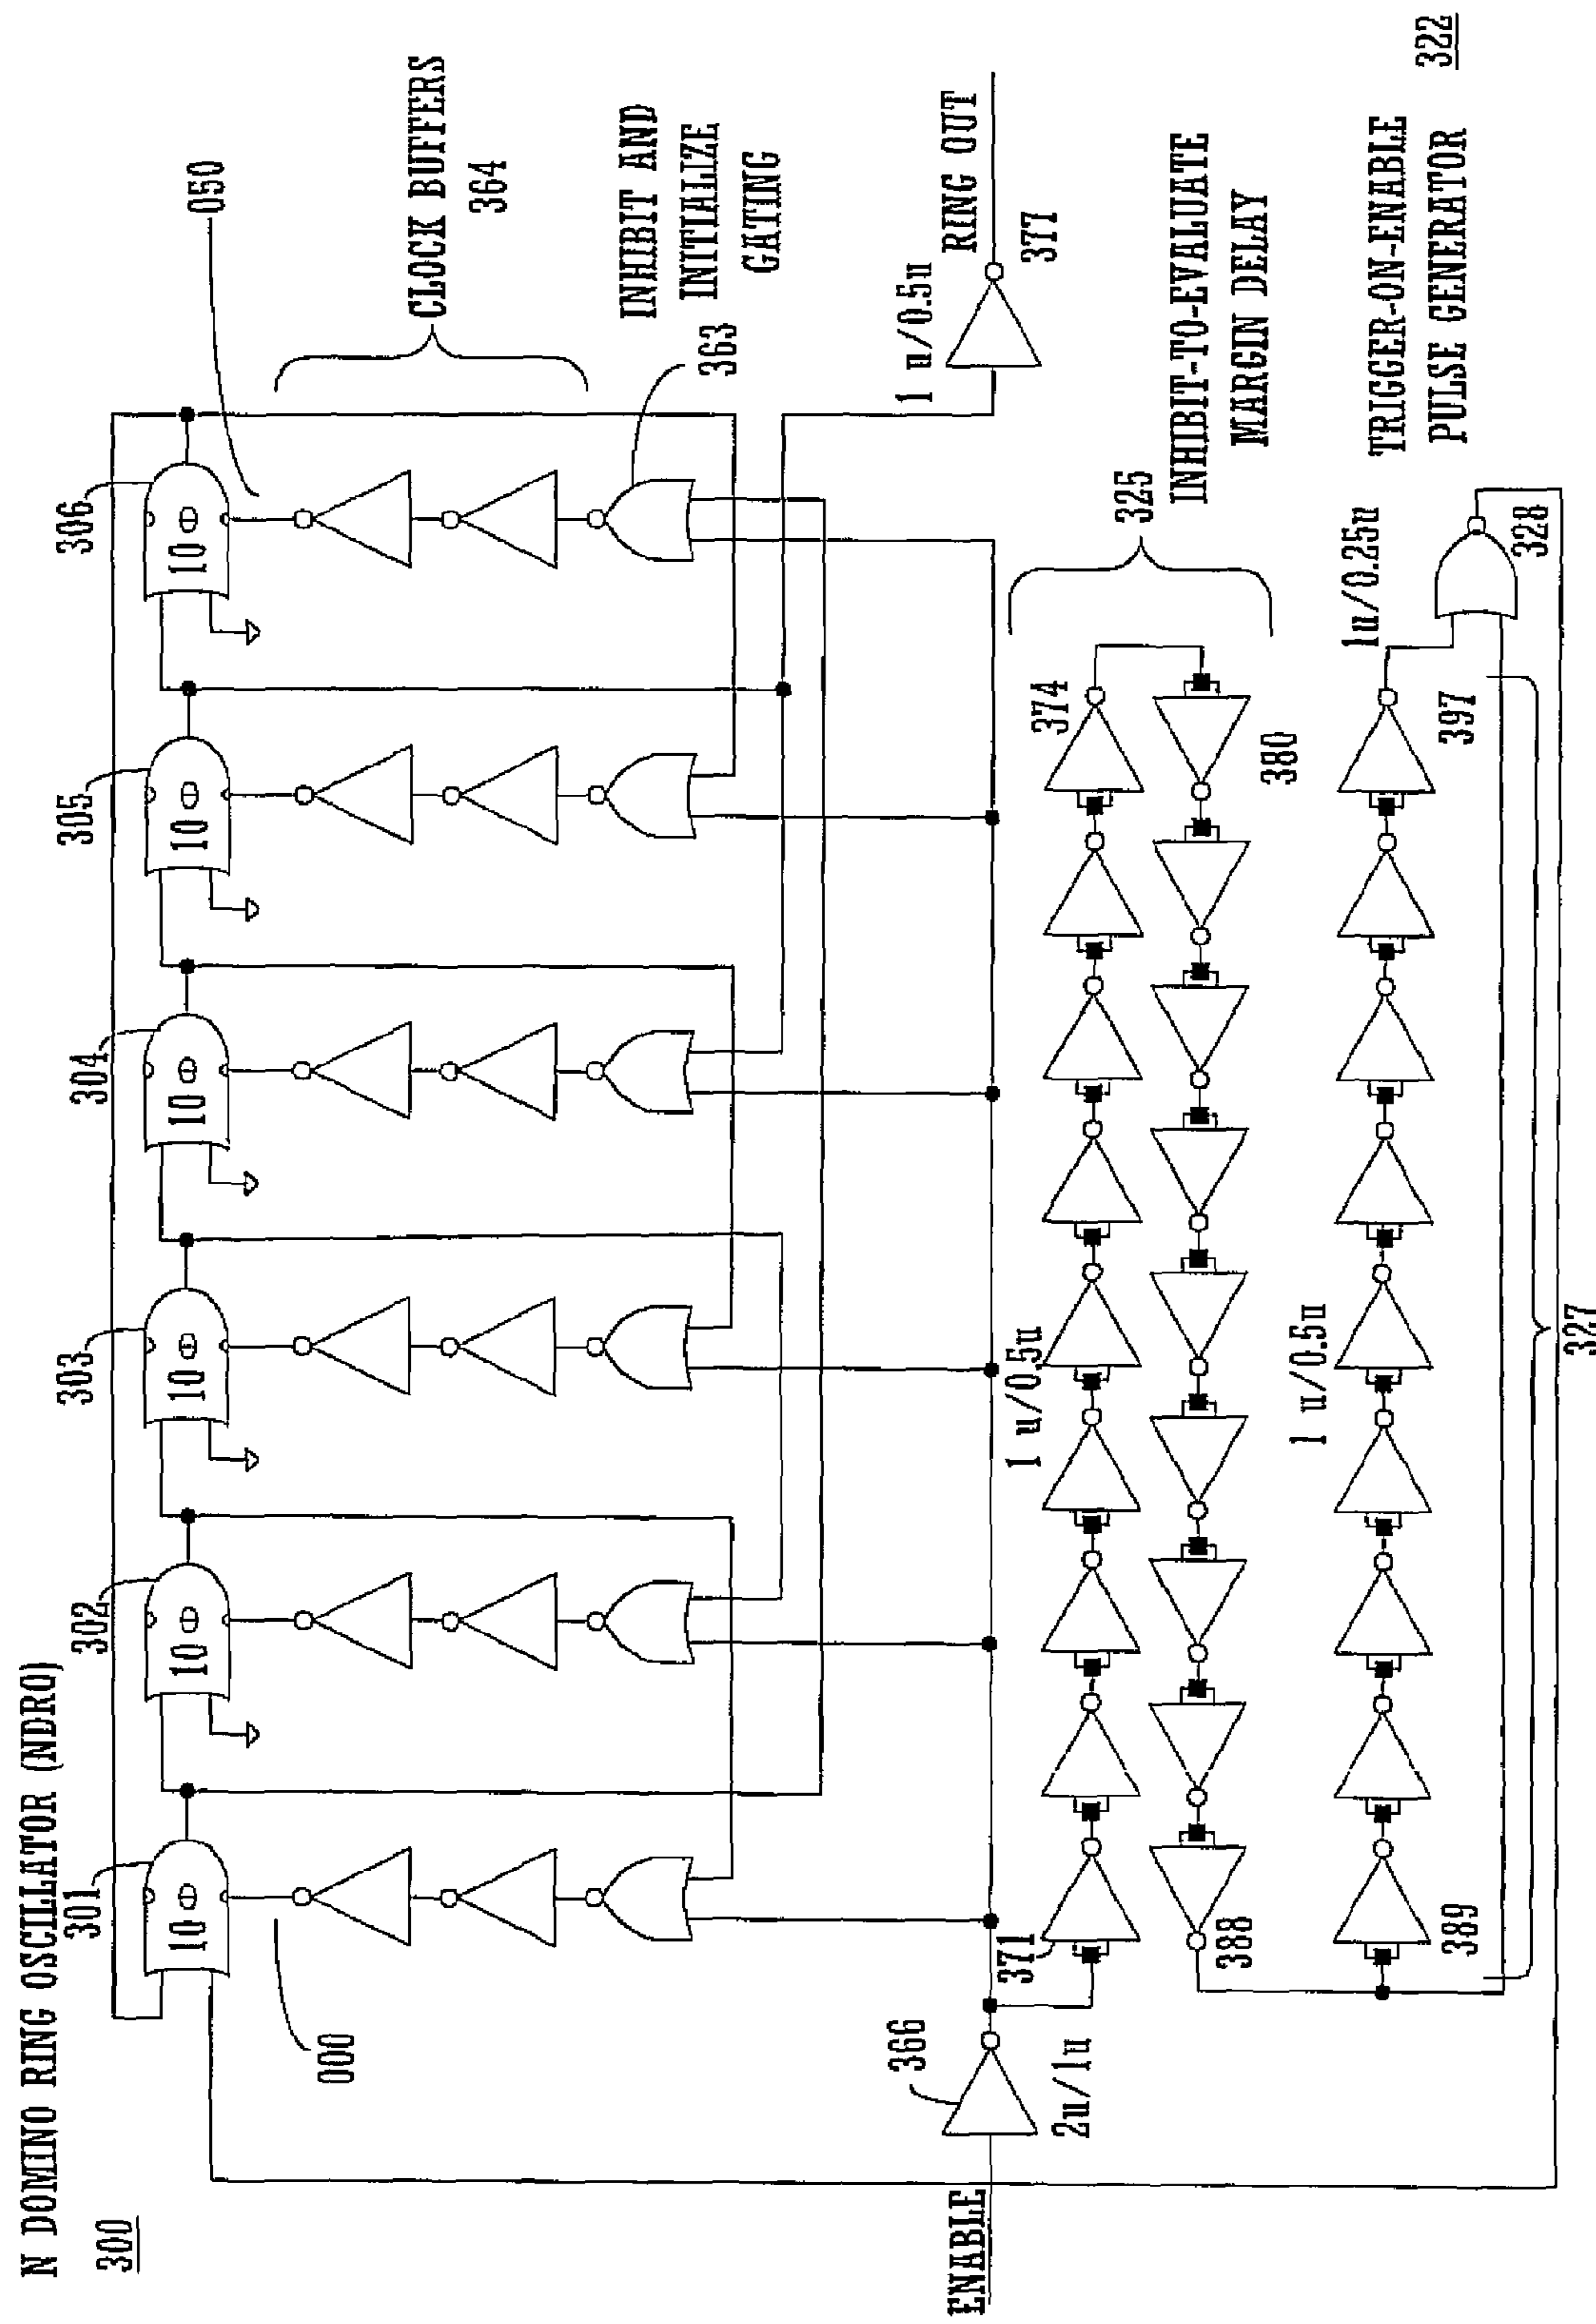 N DOMINO RING OSCILLATOR (NDRO)
300
301
302
303
304
305
306
10 Θ
10 Θ
10 Θ
10 Θ
10 Θ
10 Θ
000
050
CLOCK BUFFERS
364
INHIBIT AND
INITIALIZE
GATING
363
ENABLE
366
2u/1u
1 u/0.5u
RING OUT
377
371
1 u/0.5u
374
325
INHIBIT-TO-EVALUATE
MARGIN DELAY
380
388
389
1 u/0.5u
397
1u/0.25u
328
327
TRIGGER-ON-ENABLE
PULSE GENERATOR
322